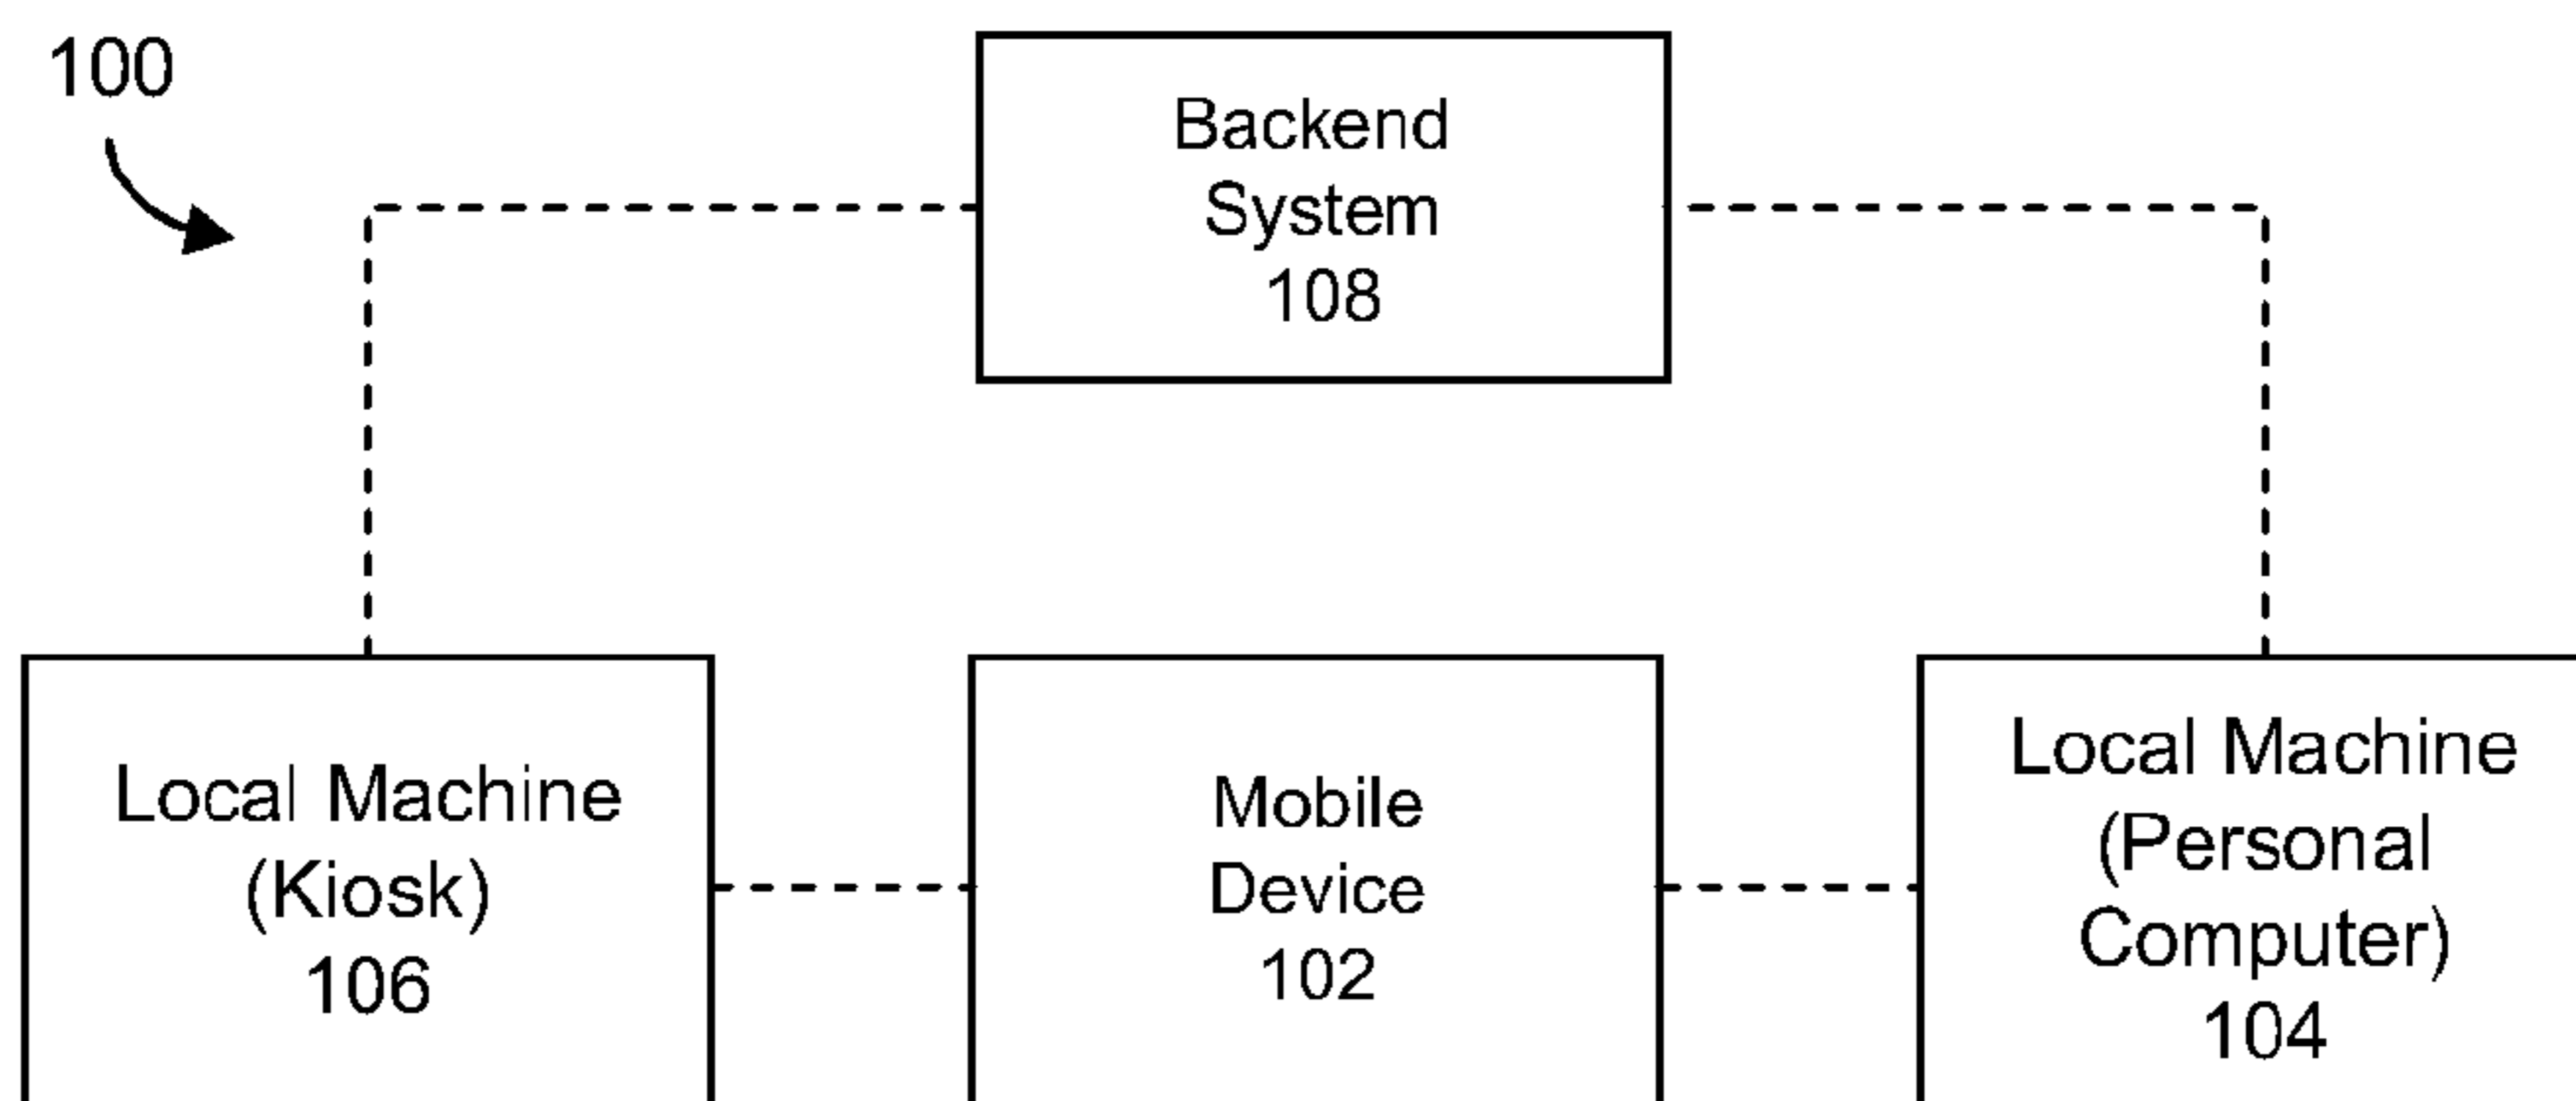 100
Backend
System
108
Local Machine
(Kiosk)
106
Mobile
Device
102
Local Machine
(Personal
Computer)
104